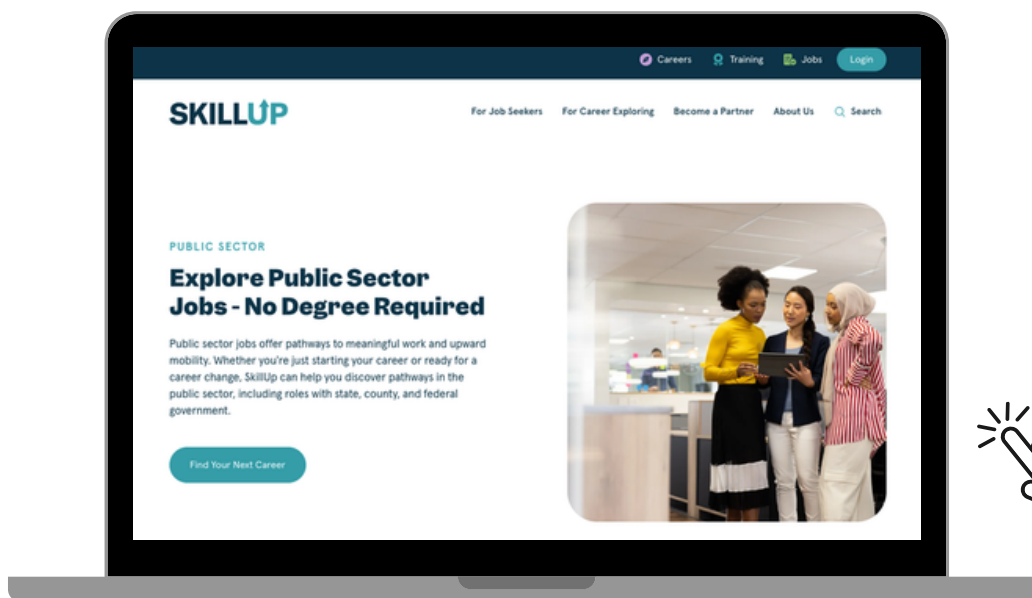 Careers Training Jobs Login
SKILLUP
For Job Seekers For Career Exploring Become a Partner About Us Search
PUBLIC SECTOR
Explore Public Sector
Jobs - No Degree Required
Public sector jobs offer pathways to meaningful work and upward
mobility. Whether you're just starting your career or ready for a
career change, SkillUp can help you discover pathways in the
public sector, including roles with state, county, and federal
government.
Find Your Next Career